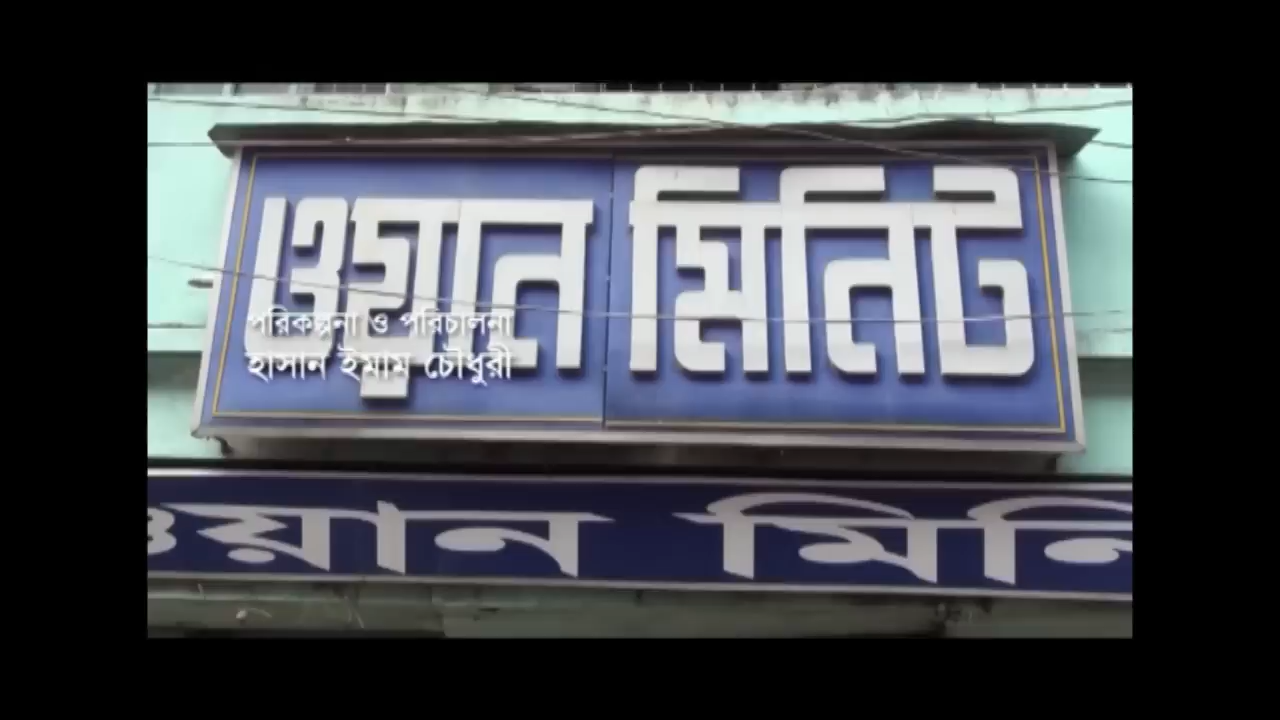 ওয়ান মিনিট
পরিকল্পনা ও পরিচালনা
হাসান ইমাম চৌধুরী
ওয়ান মিনি